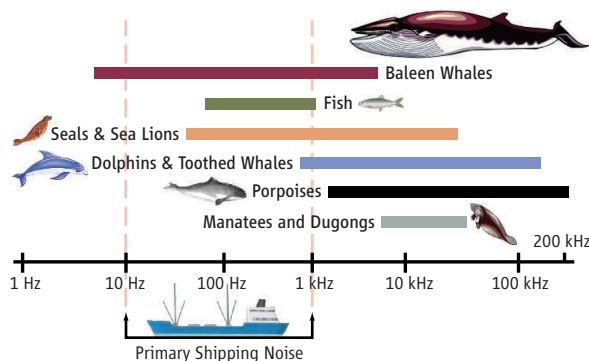 Baleen Whales
Fish
Seals & Sea Lions
Dolphins & Toothed Whales
Porpoises
Manatees and Dugongs
200 kHz
1 Hz 10 Hz 100 Hz 1 kHz 10 kHz 100 kHz
Primary Shipping Noise